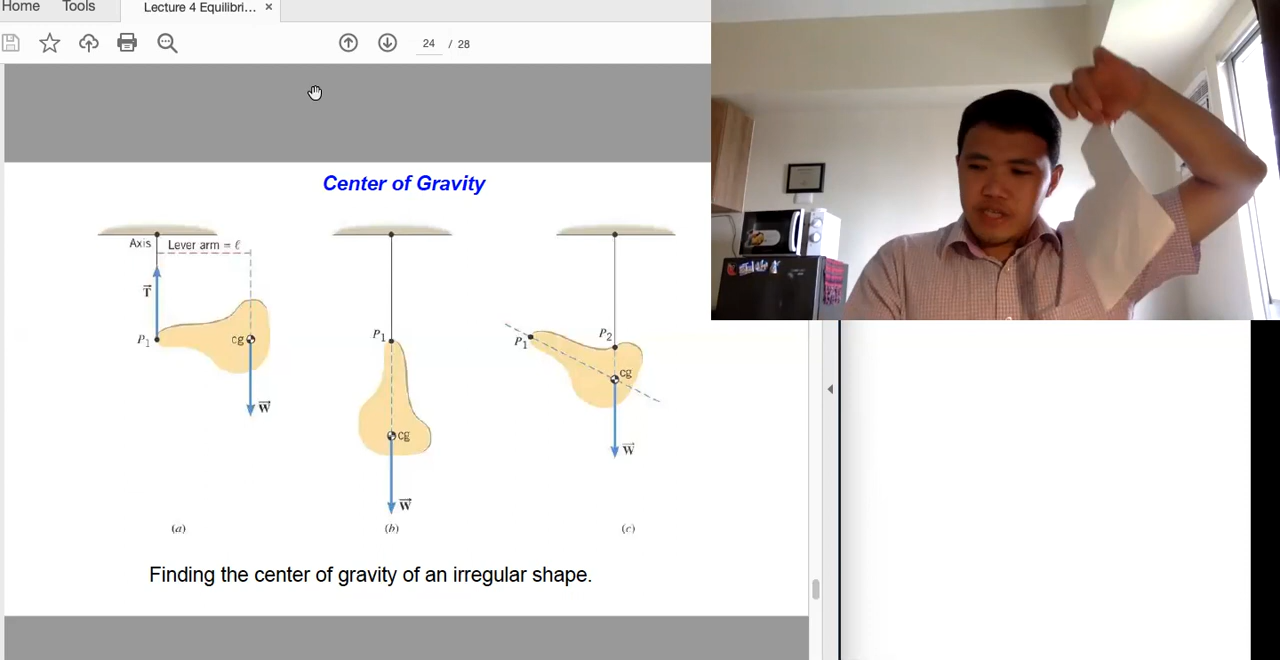 Home Tools Lecture 4 Equilibri... ×
24 / 28
Center of Gravity
Axis Lever arm = ℓ
T
P1
cg
W
(a)
P1
cg
W
(b)
P1
P2
cg
W
(c)
Finding the center of gravity of an irregular shape.